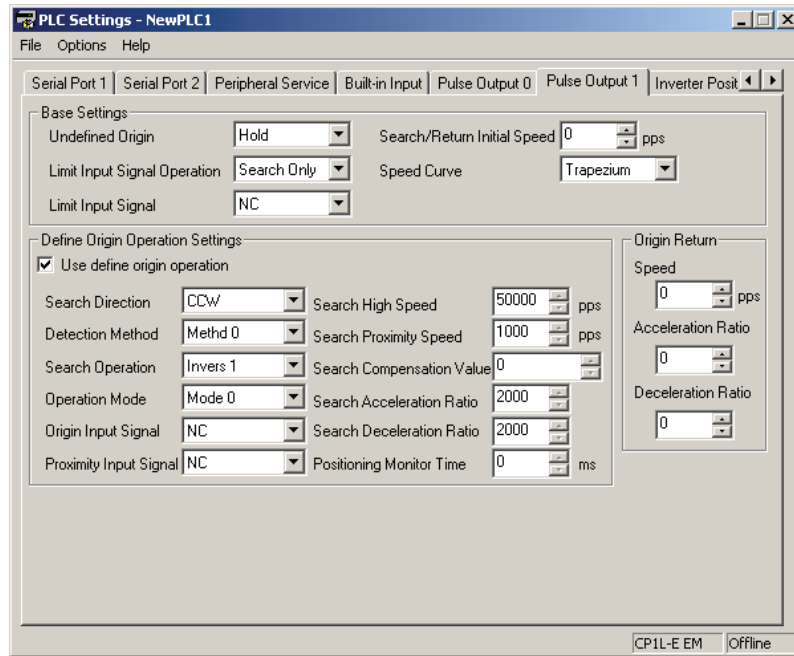 PLC Settings - NewPLC1
File Options Help
Serial Port 1 Serial Port 2 Peripheral Service Built-in Input Pulse Output 0 Pulse Output 1 Inverter Posit
Base Settings
Undefined Origin Hold Search/Return Initial Speed 0 pps
Limit Input Signal Operation Search Only Speed Curve Trapezium
Limit Input Signal NC
Define Origin Operation Settings
Use define origin operation
Search Direction CCW Search High Speed 50000 pps
Detection Method Methd 0 Search Proximity Speed 1000 pps
Search Operation Invers 1 Search Compensation Value 0
Operation Mode Mode 0 Search Acceleration Ratio 2000
Origin Input Signal NC Search Deceleration Ratio 2000
Proximity Input Signal NC Positioning Monitor Time 0 ms
Origin Return
Speed
0 pps
Acceleration Ratio
0
Deceleration Ratio
0
CP1L-E EM Offline